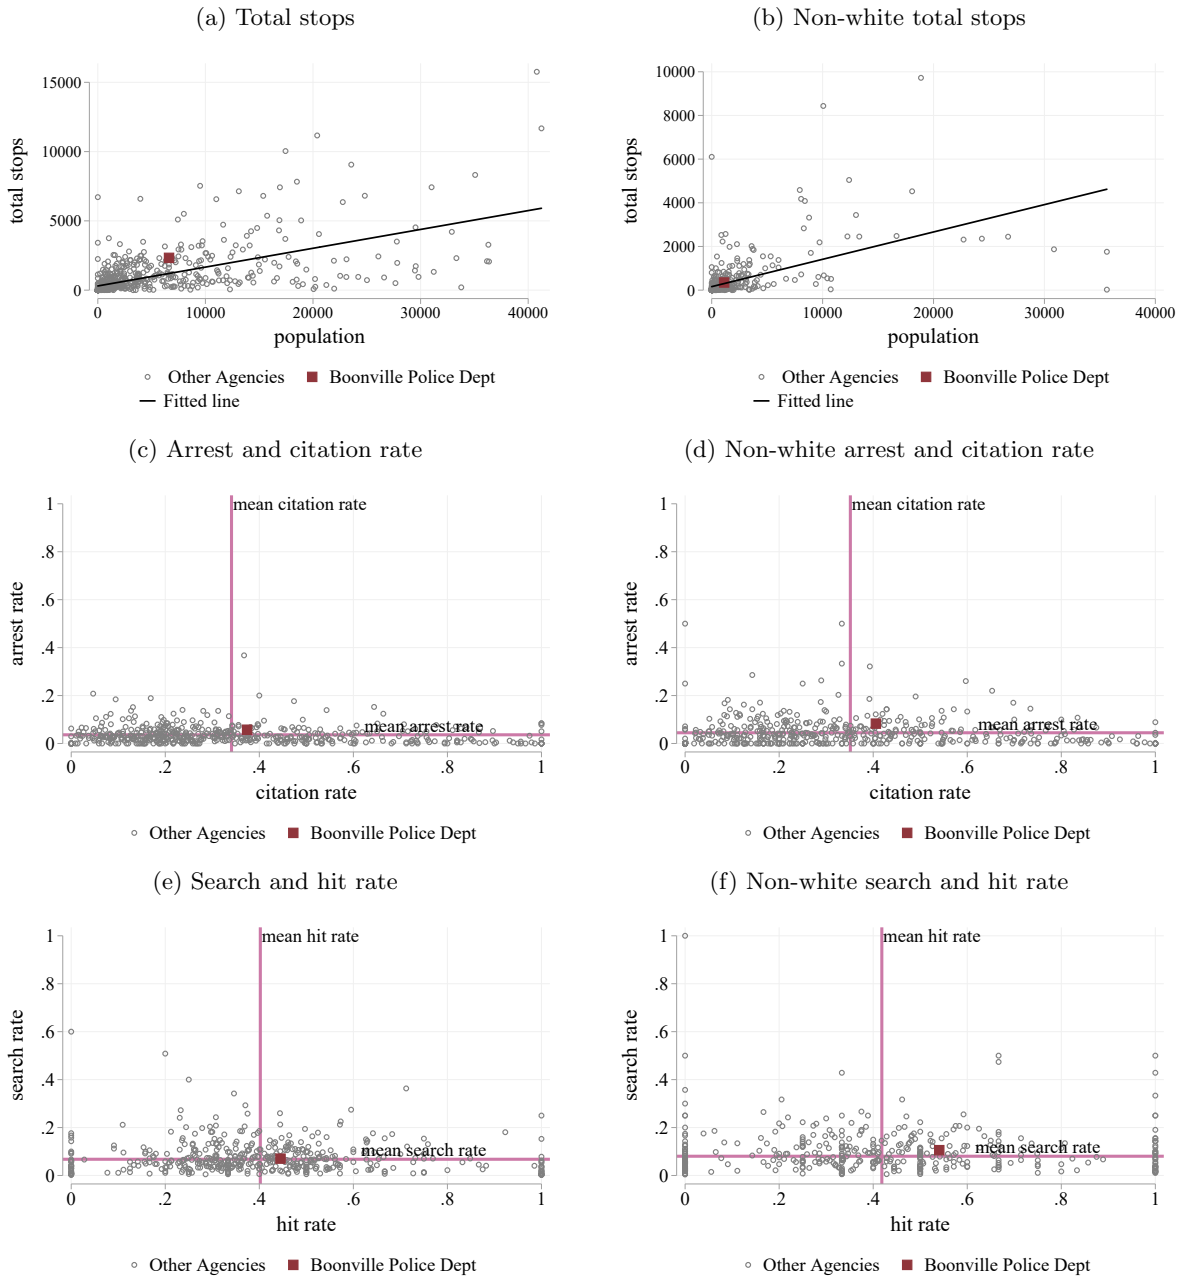 (a) Total stops
15000
10000
5000
0
total stops
0 10000 20000 30000 40000
population
Other Agencies Boonville Police Dept
Fitted line
(b) Non-white total stops
10000
8000
6000
4000
2000
0
total stops
0 10000 20000 30000 40000
population
Other Agencies Boonville Police Dept
Fitted line
(c) Arrest and citation rate
1
.8
.6
.4
.2
0
arrest rate
mean citation rate
mean arrest rate
0 .2 .4 .6 .8 1
citation rate
Other Agencies Boonville Police Dept
(d) Non-white arrest and citation rate
1
.8
.6
.4
.2
0
arrest rate
mean citation rate
mean arrest rate
0 .2 .4 .6 .8 1
citation rate
Other Agencies Boonville Police Dept
(e) Search and hit rate
1
.8
.6
.4
.2
0
search rate
mean hit rate
mean search rate
0 .2 .4 .6 .8 1
hit rate
Other Agencies Boonville Police Dept
(f) Non-white search and hit rate
1
.8
.6
.4
.2
0
search rate
mean hit rate
mean search rate
0 .2 .4 .6 .8 1
hit rate
Other Agencies Boonville Police Dept